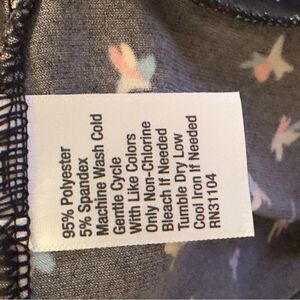 95% Polyester
5% Spandex
Machine Wash Cold
Gentle Cycle
With Like Colors
Only Non-Chlorine
Bleach If Needed
Tumble Dry Low
Cool Iron If Needed
RN31104